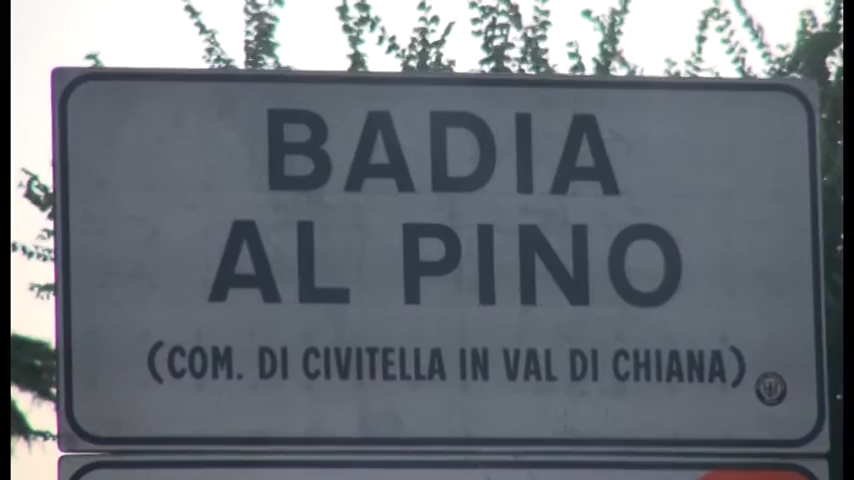 BADIA
AL PINO
(COM. DI CIVITELLA IN VAL DI CHIANA)